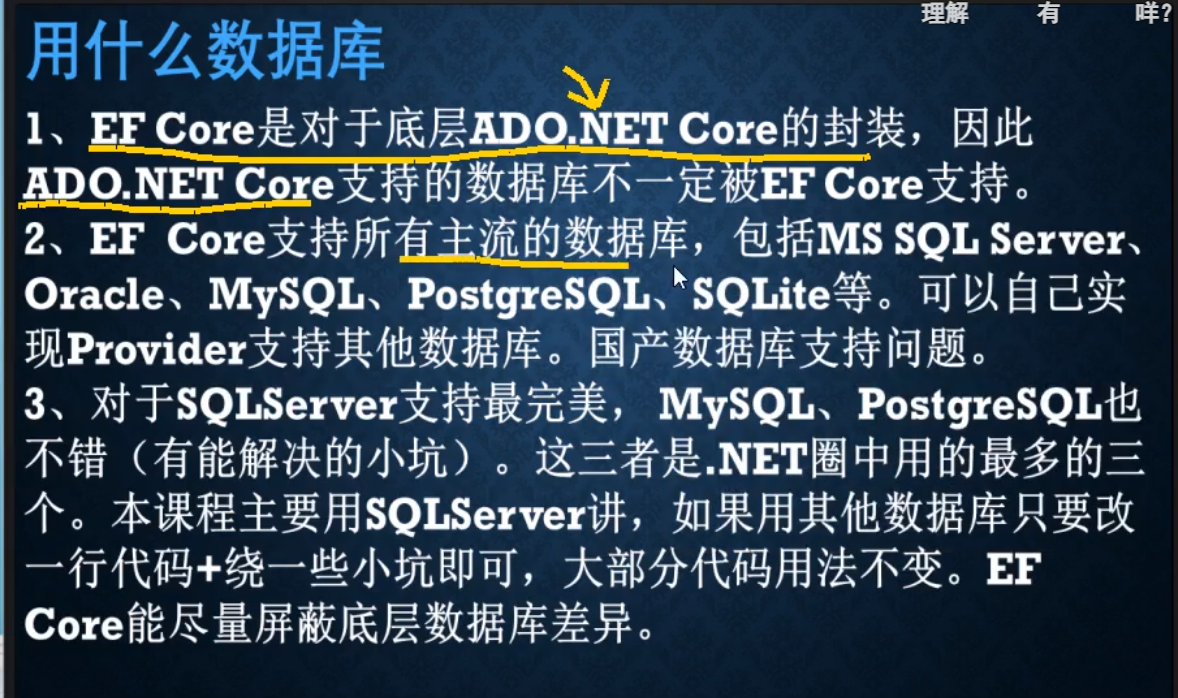 理解 有 咩?
用什么数据库
1、EF Core是对于底层ADO.NET Core的封装，因此
ADO.NET Core支持的数据库不一定被EF Core支持。
2、EF Core支持所有主流的数据库，包括MS SQL Server、
Oracle、MySQL、PostgreSQL、SQLite等。可以自己实
现Provider支持其他数据库。国产数据库支持问题。
3、对于SQLServer支持最完美， MySQL、PostgreSQL也
不错（有能解决的小坑）。这三者是.NET圈中用的最多的三
个。本课程主要用SQLServer讲，如果用其他数据库只要改
一行代码+绕一些小坑即可，大部分代码用法不变。EF
Core能尽量屏蔽底层数据库差异。